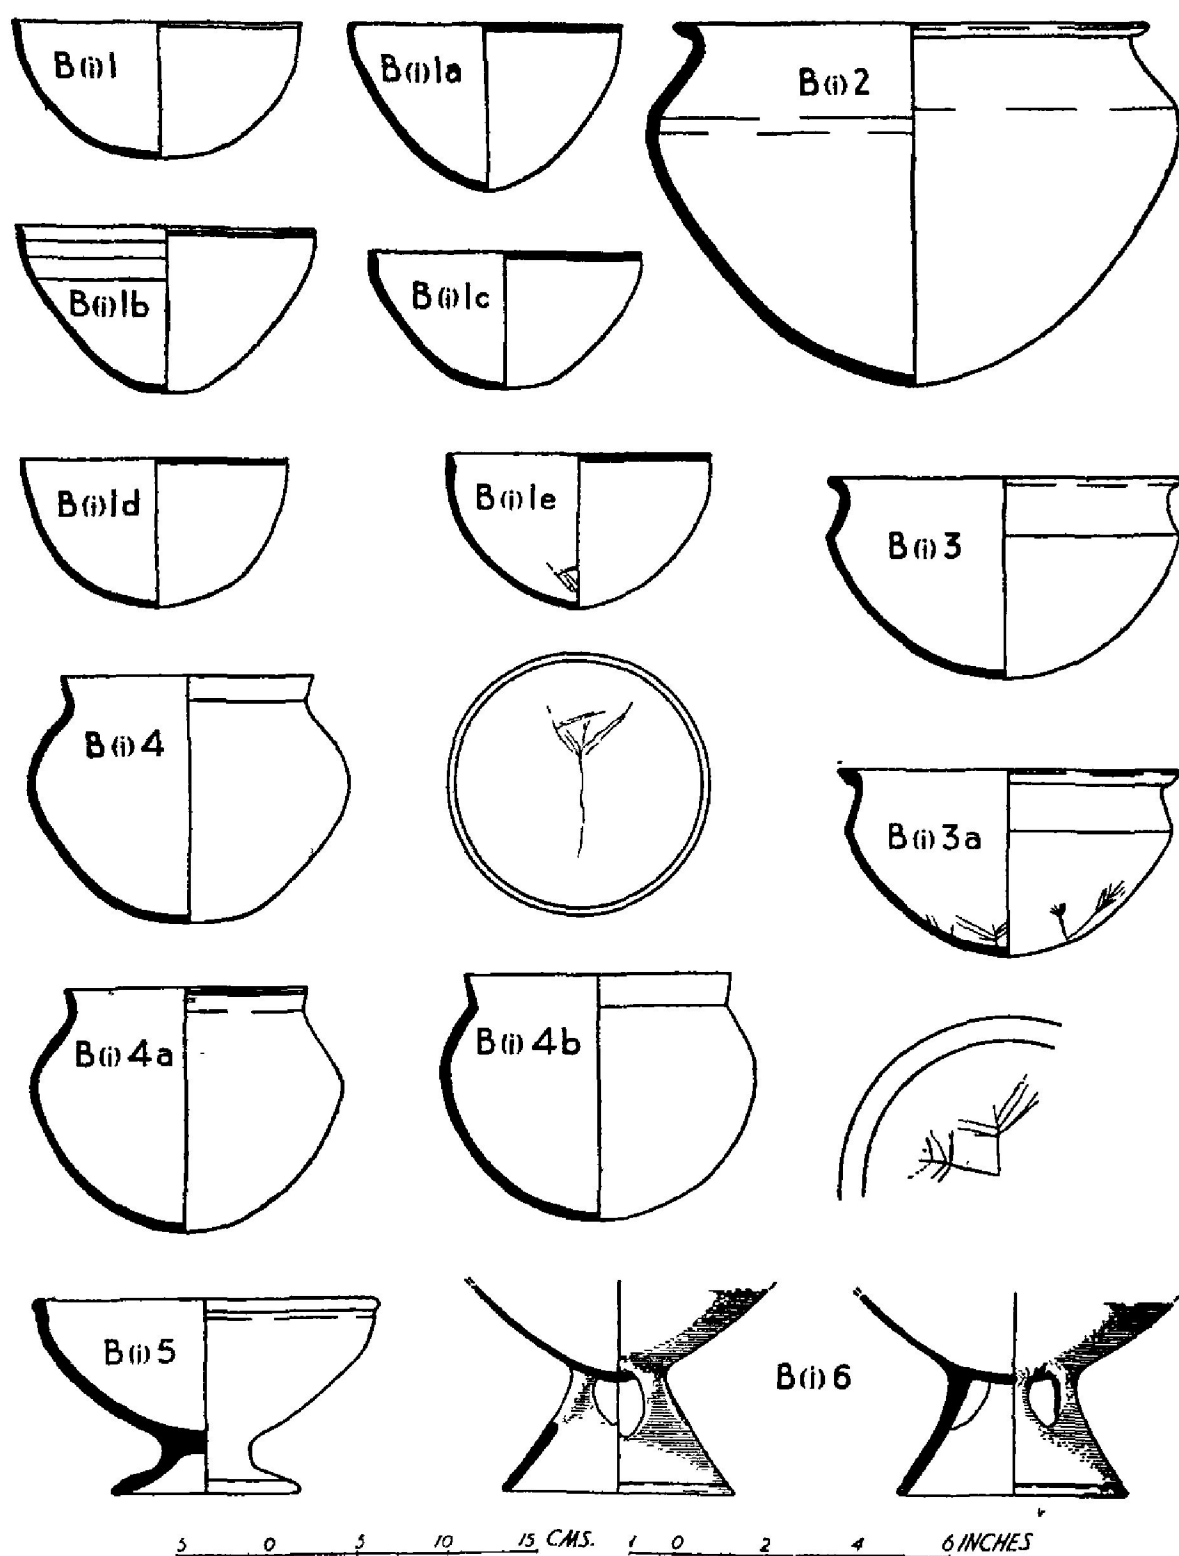 B(i)1
B(i)1a
B(i)2
B(i)1b
B(i)1c
B(i)1d
B(i)1e
B(i)3
B(i)4
B(i)3a
B(i)4a
B(i)4b
B(i)5
B(i)6
5 0 5 10 15 CMS. 1 0 2 4 6 INCHES